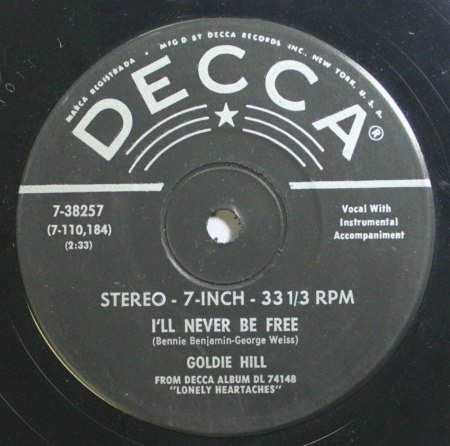 MARCA REGISTRADA • MFG'D BY DECCA RECORDS INC., NEW YORK, U.S.A.
DECCA®
7-38257
(7-110,184)
(2:33)
Vocal With
Instrumental
Accompaniment
STEREO - 7-INCH - 33 1/3 RPM
I'LL NEVER BE FREE
(Bennie Benjamin-George Weiss)
GOLDIE HILL
FROM DECCA ALBUM DL 74148
"LONELY HEARTACHES"